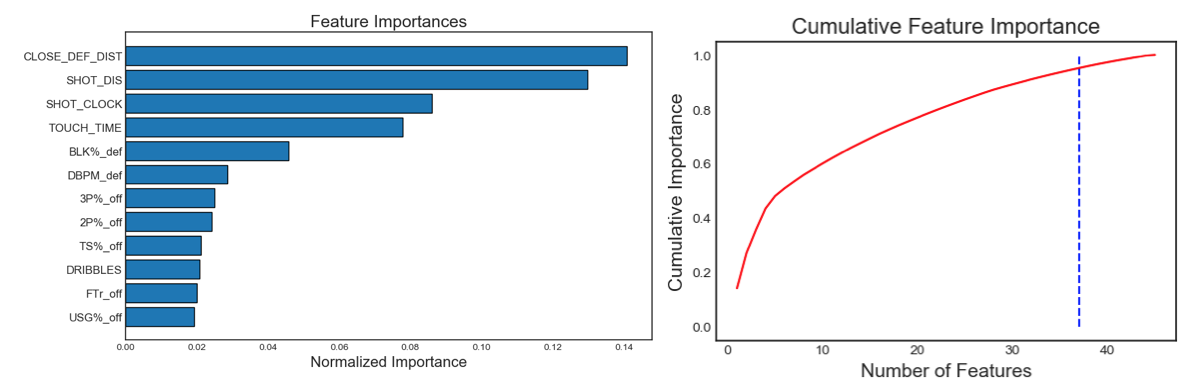 Feature Importances
CLOSE_DEF_DIST
SHOT_DIS
SHOT_CLOCK
TOUCH_TIME
BLK%_def
DBPM_def
3P%_off
2P%_off
TS%_off
DRIBBLES
FTr_off
USG%_off
0.00 0.02 0.04 0.06 0.08 0.10 0.12 0.14
Normalized Importance
Cumulative Feature Importance
Cumulative Importance
1.0
0.8
0.6
0.4
0.2
0.0
0 10 20 30 40
Number of Features